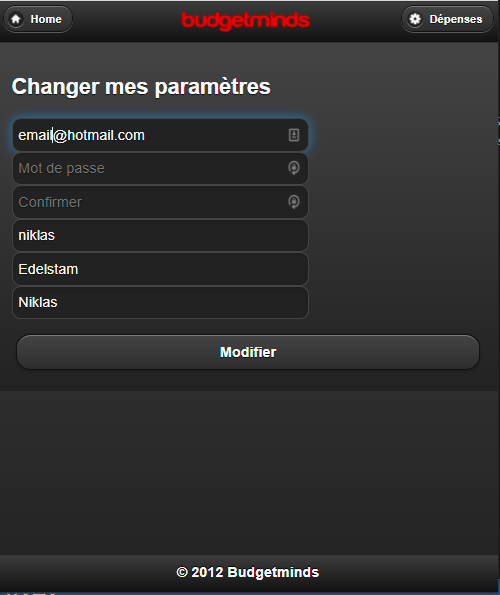 Home
budgetminds
Dépenses
Changer mes paramètres
email@hotmail.com
Mot de passe
Confirmer
niklas
Edelstam
Niklas
Modifier
© 2012 Budgetminds